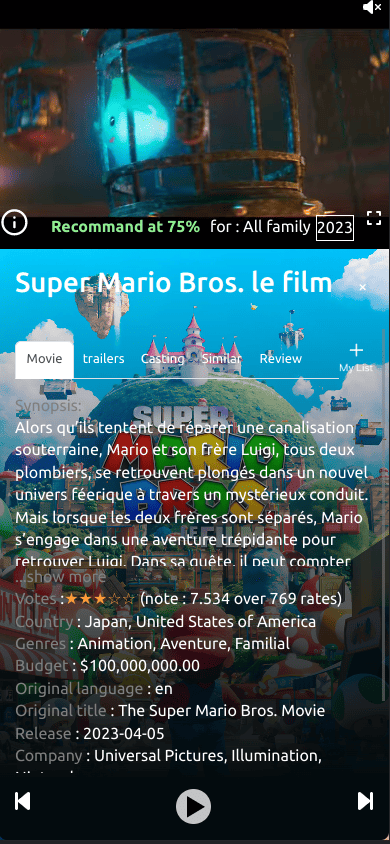 Recommand at 75% for : All family 2023
Super Mario Bros. le film ×
Movie trailers Casting Similar Review
My List
Synopsis:
Alors qu'ils tentent de réparer une canalisation
souterraine, Mario et son frère Luigi, tous deux
plombiers, se retrouvent plongés dans un nouvel
univers féerique à travers un mystérieux conduit.
Mais lorsque les deux frères sont séparés, Mario
s'engage dans une aventure trépidante pour
retrouver Luigi. Dans sa quête, il peut compter
...show more
Votes :★★★☆☆ (note : 7.534 over 769 rates)
Country : Japan, United States of America
Genres : Animation, Aventure, Familial
Budget : $100,000,000.00
Original language : en
Original title : The Super Mario Bros. Movie
Release : 2023-04-05
Company : Universal Pictures, Illumination,
SUPER
MARIO
BROS